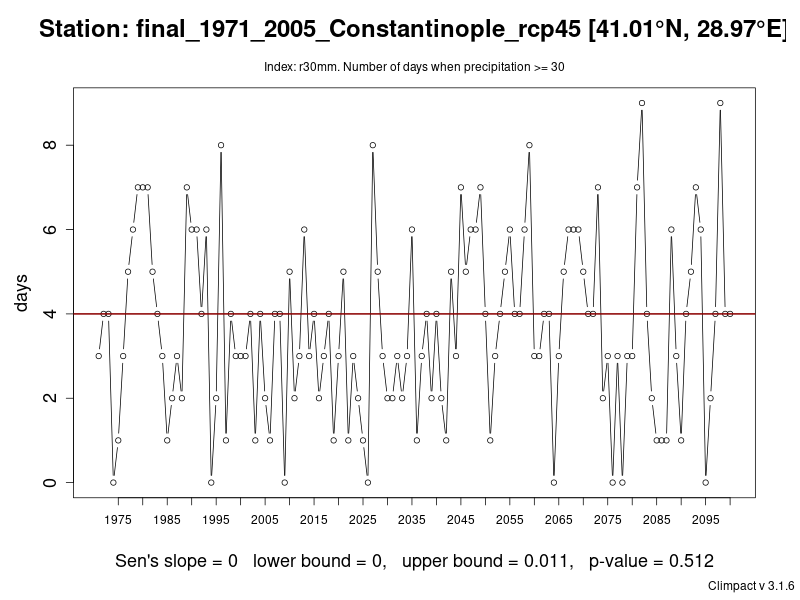 Station: final_1971_2005_Constantinople_rcp45 [41.01°N, 28.97°E]
Index: r30mm. Number of days when precipitation >= 30
days
8
6
4
2
0
1975 1985 1995 2005 2015 2025 2035 2045 2055 2065 2075 2085 2095
Sen's slope = 0 lower bound = 0, upper bound = 0.011, p-value = 0.512
Climpact v 3.1.6